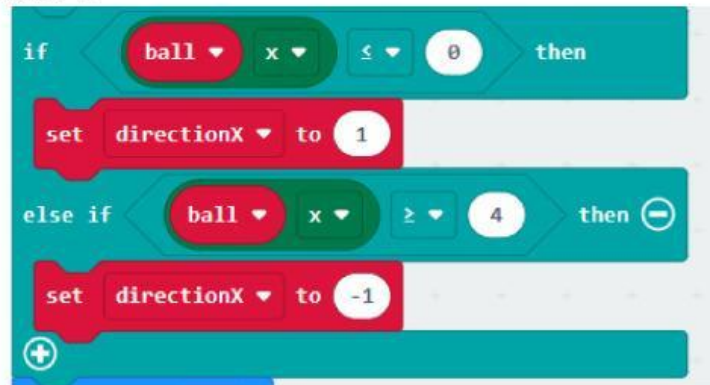 if ball x ≤ 0 then
set directionX to 1
else if ball x ≥ 4 then
set directionX to -1